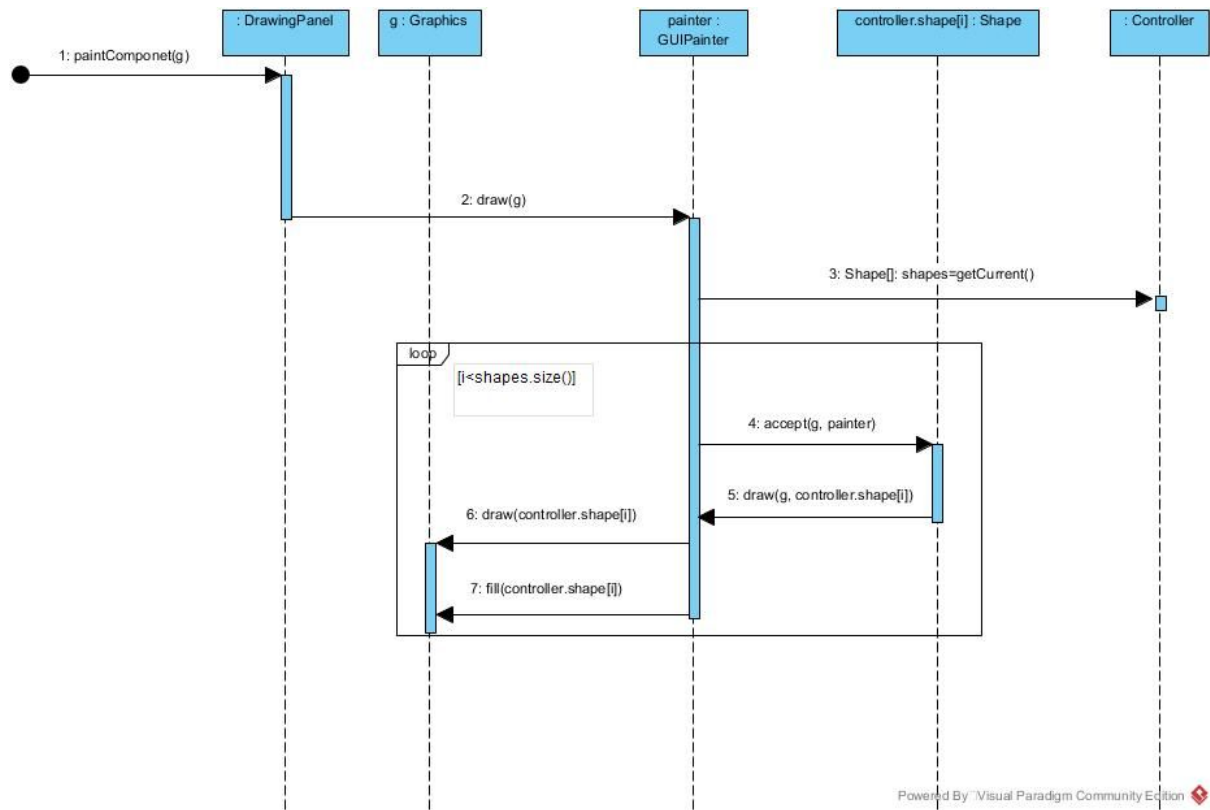 : DrawingPanel
g : Graphics
painter :
GUIPainter
controller.shape[i] : Shape
: Controller
1: paintComponet(g)
2: draw(g)
3: Shape[]: shapes=getCurrent()
loop
[i<shapes.size()]
4: accept(g, painter)
5: draw(g, controller.shape[i])
6: draw(controller.shape[i])
7: fill(controller.shape[i])
Powered By Visual Paradigm Community Edition